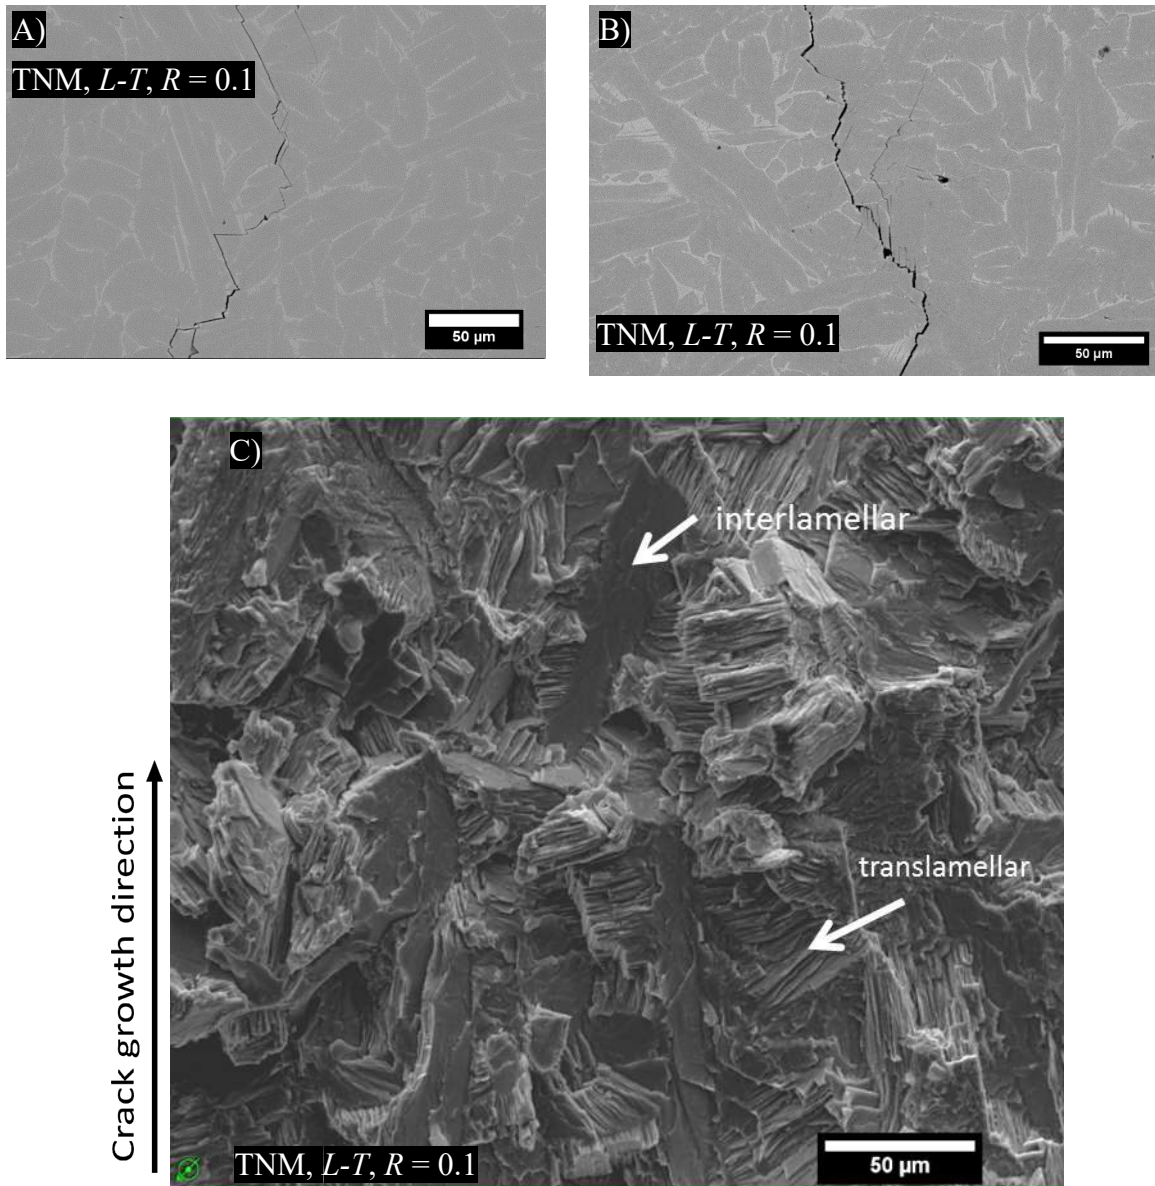 A)
TNM, L-T, R = 0.1
50 µm
B)
TNM, L-T, R = 0.1
50 µm
C)
interlamellar
translamellar
Crack growth direction
TNM, L-T, R = 0.1
50 µm